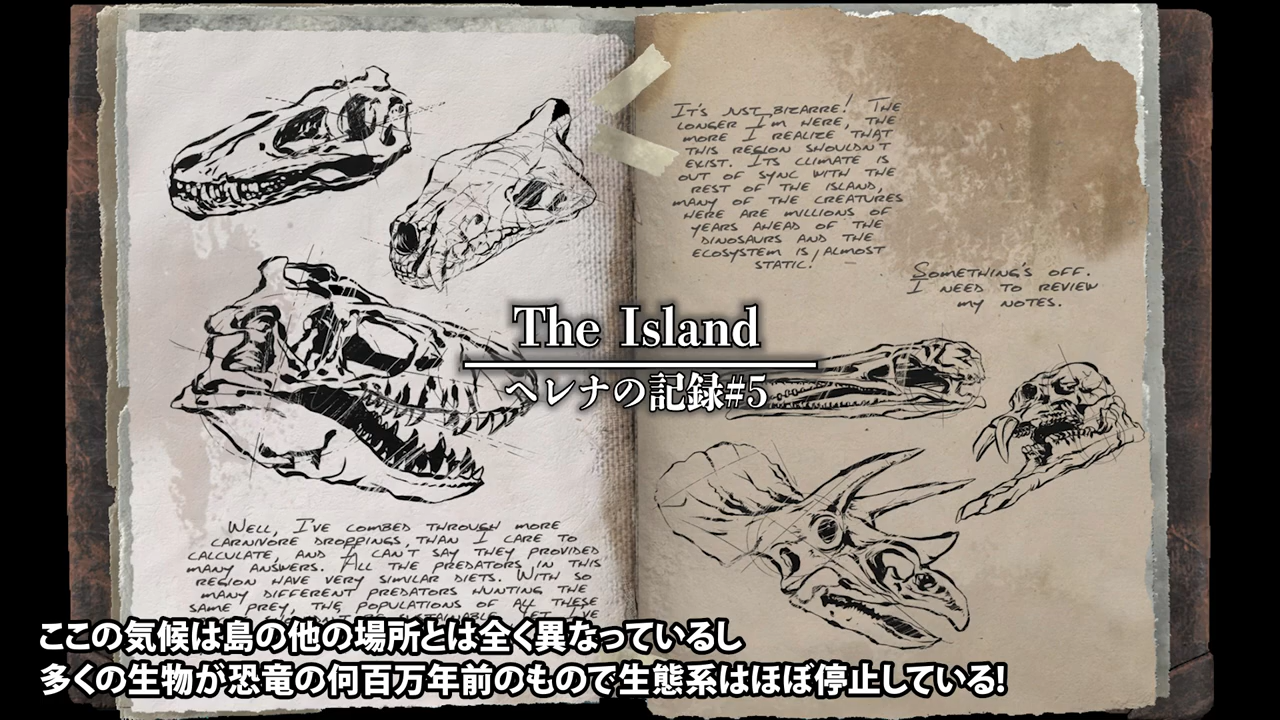 WELL, I'VE COMBED THROUGH MORE
CARNIVORE DROPPINGS THAN I CARE TO
CALCULATE, AND I CAN'T SAY THEY PROVIDED
MANY ANSWERS. ALL THE PREDATORS IN THIS
REGION HAVE VERY SIMILAR DIETS. WITH SO
MANY DIFFERENT PREDATORS HUNTING THE
SAME PREY, THE POPULATIONS OF ALL THESE
IT'S JUST BIZARRE! THE
LONGER I'M HERE, THE
MORE I REALIZE THAT
THIS REGION SHOULDN'T
EXIST. ITS CLIMATE IS
OUT OF SYNC WITH THE
REST OF THE ISLAND,
MANY OF THE CREATURES
HERE ARE MILLIONS OF
YEARS AHEAD OF THE
DINOSAURS AND THE
ECOSYSTEM IS ALMOST
STATIC!
SOMETHING'S OFF.
I NEED TO REVIEW
MY NOTES.
The Island
ヘレナの記録#5
ここの気候は島の他の場所とは全く異なっているし
多くの生物が恐竜の何百万年前のもので生態系はほぼ停止している!